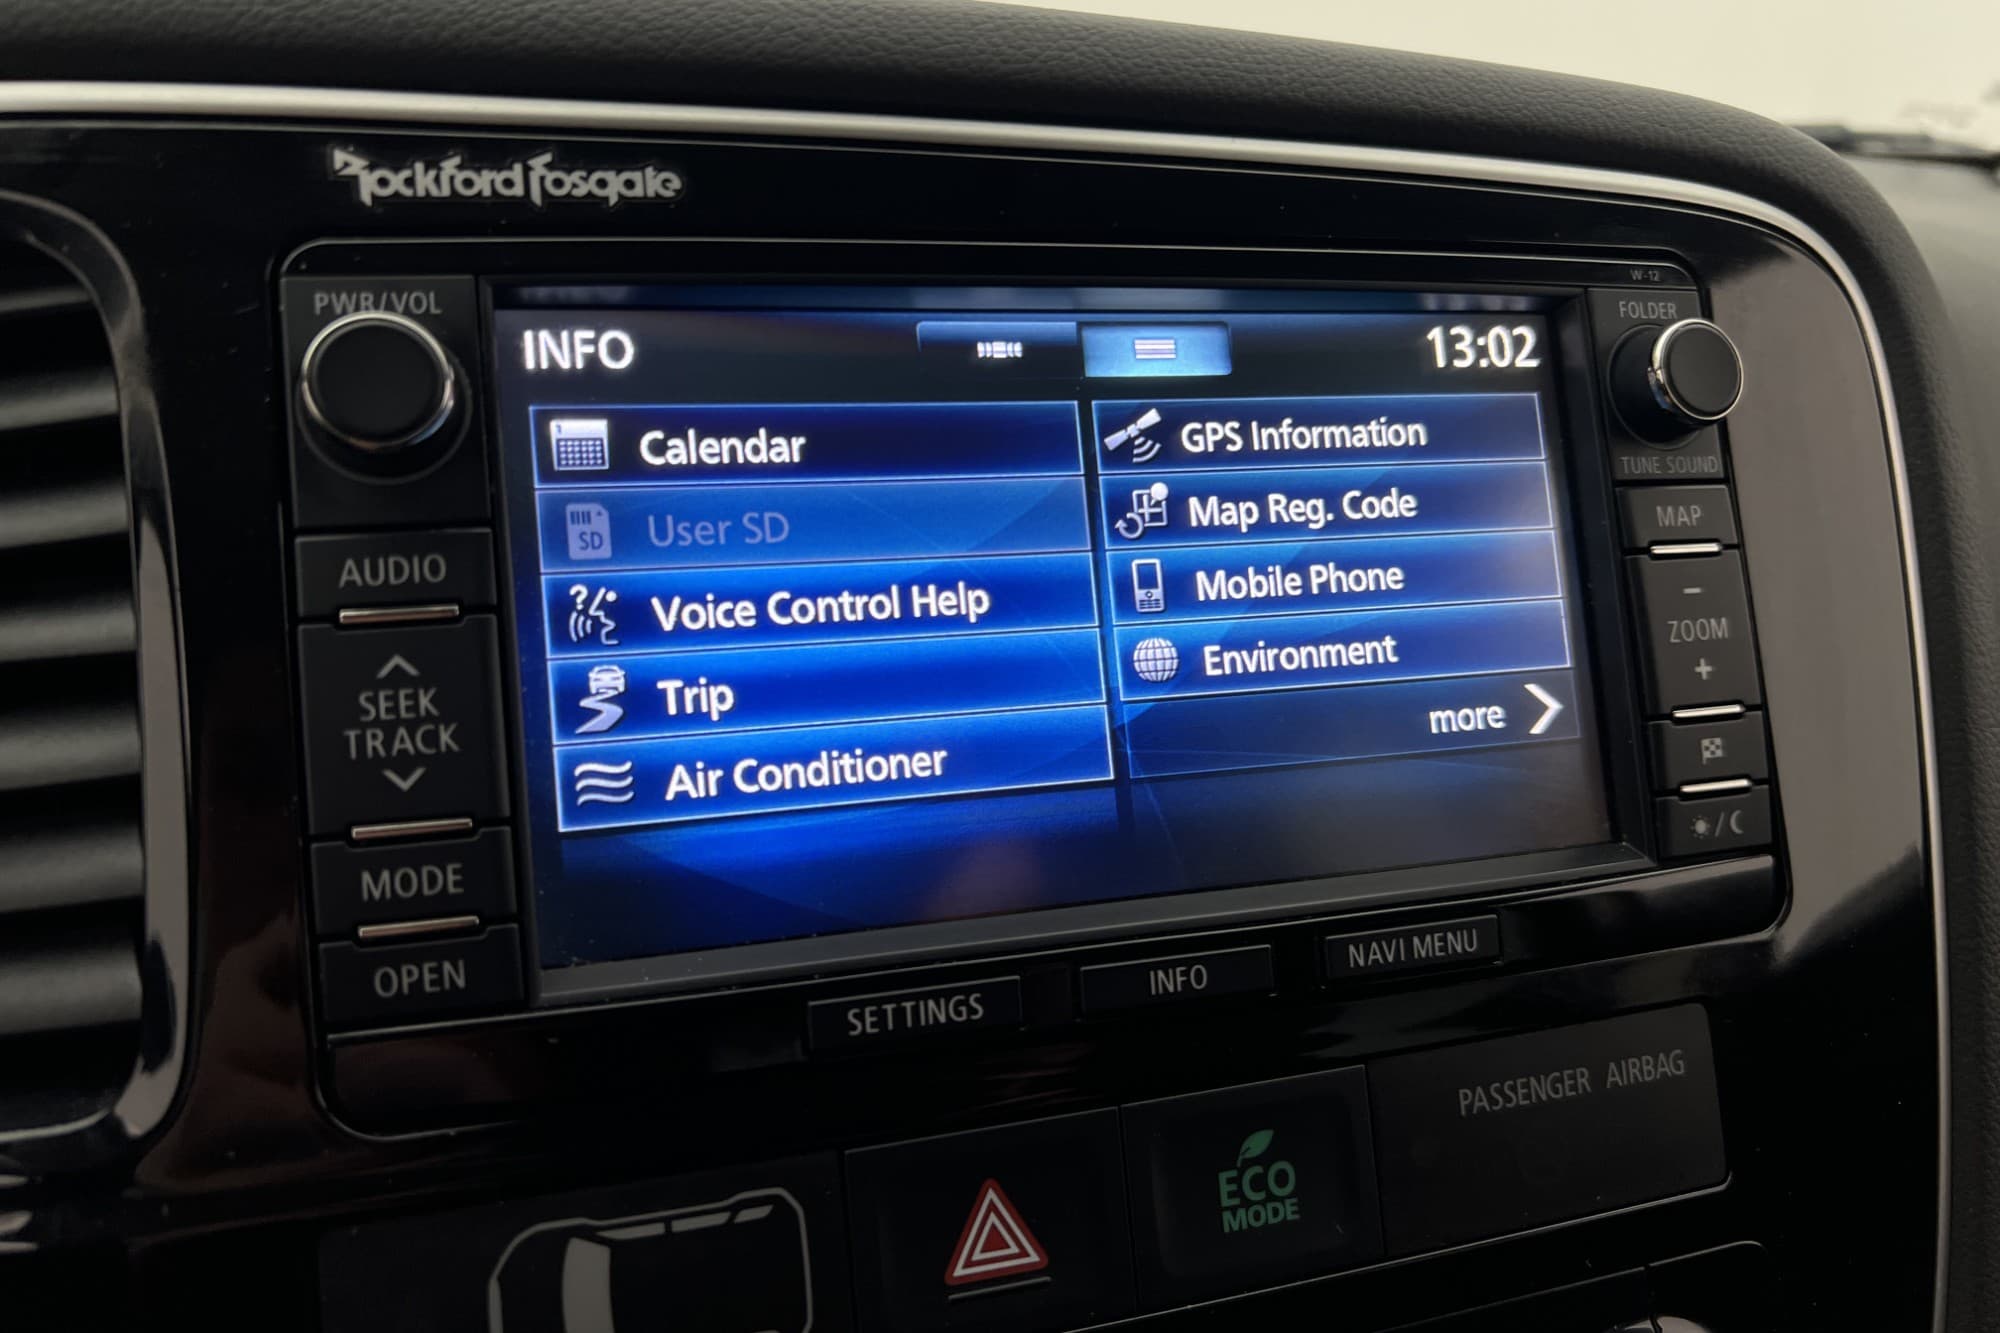 Rockford Fosgate
W-12
PWR/VOL
FOLDER
INFO
13:02
TUNE SOUND
Calendar
GPS Information
SD
User SD
Map Reg. Code
Voice Control Help
Mobile Phone
Trip
Environment
Air Conditioner
more
AUDIO
SEEK
TRACK
MODE
OPEN
MAP
-
ZOOM
+
SETTINGS
INFO
NAVI MENU
PASSENGER AIRBAG
ECO
MODE